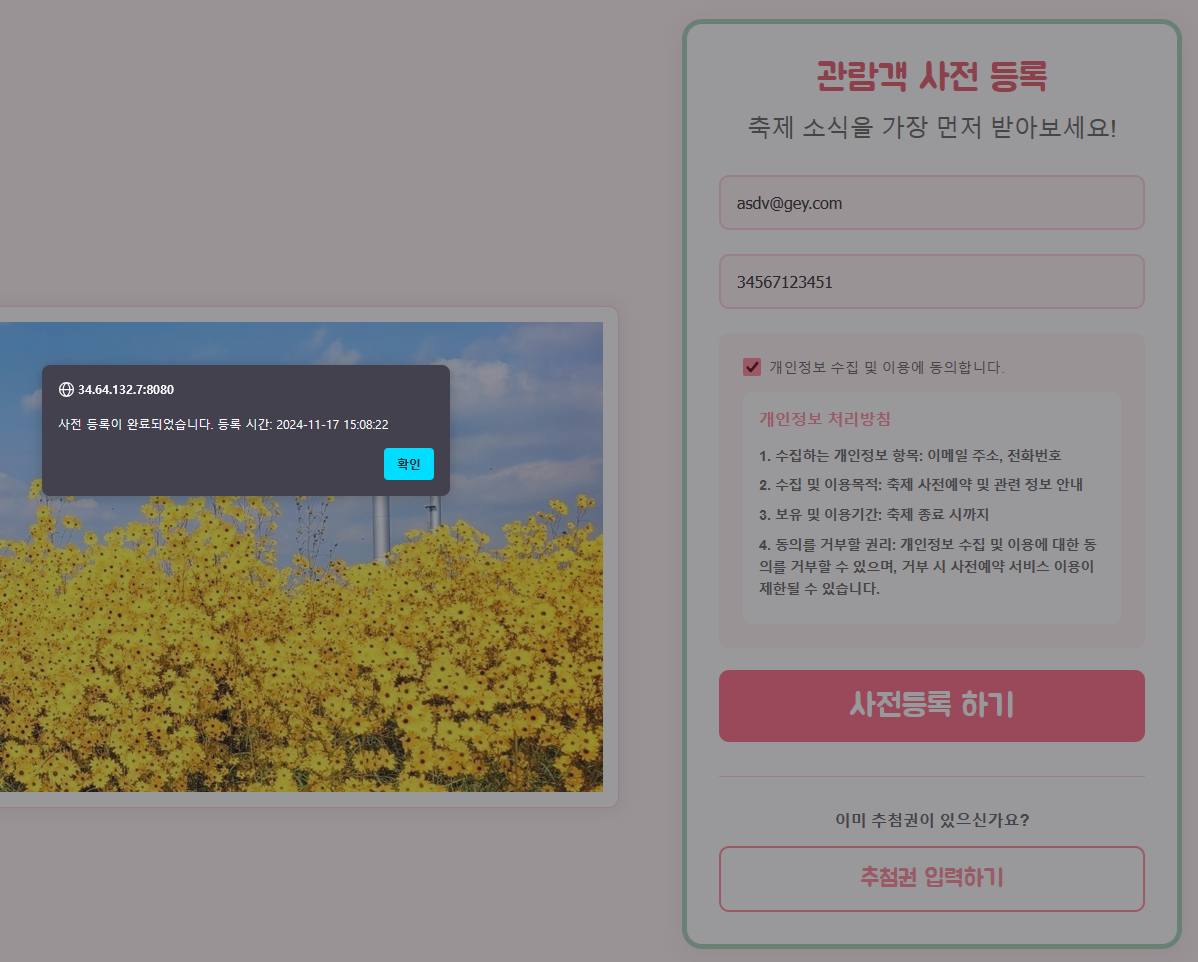 관람객 사전 등록
축제 소식을 가장 먼저 받아보세요!
asdv@gey.com
34567123451
개인정보 수집 및 이용에 동의합니다.
개인정보 처리방침
1. 수집하는 개인정보 항목: 이메일 주소, 전화번호
2. 수집 및 이용목적: 축제 사전예약 및 관련 정보 안내
3. 보유 및 이용기간: 축제 종료 시까지
4. 동의를 거부할 권리: 개인정보 수집 및 이용에 대한 동
의를 거부할 수 있으며, 거부 시 사전예약 서비스 이용이
제한될 수 있습니다.
사전등록 하기
이미 추첨권이 있으신가요?
추첨권 입력하기
34.64.132.7:8080
사전 등록이 완료되었습니다. 등록 시간: 2024-11-17 15:08:22
확인